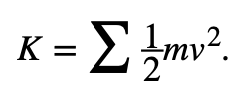 K = ∑ ½mv².